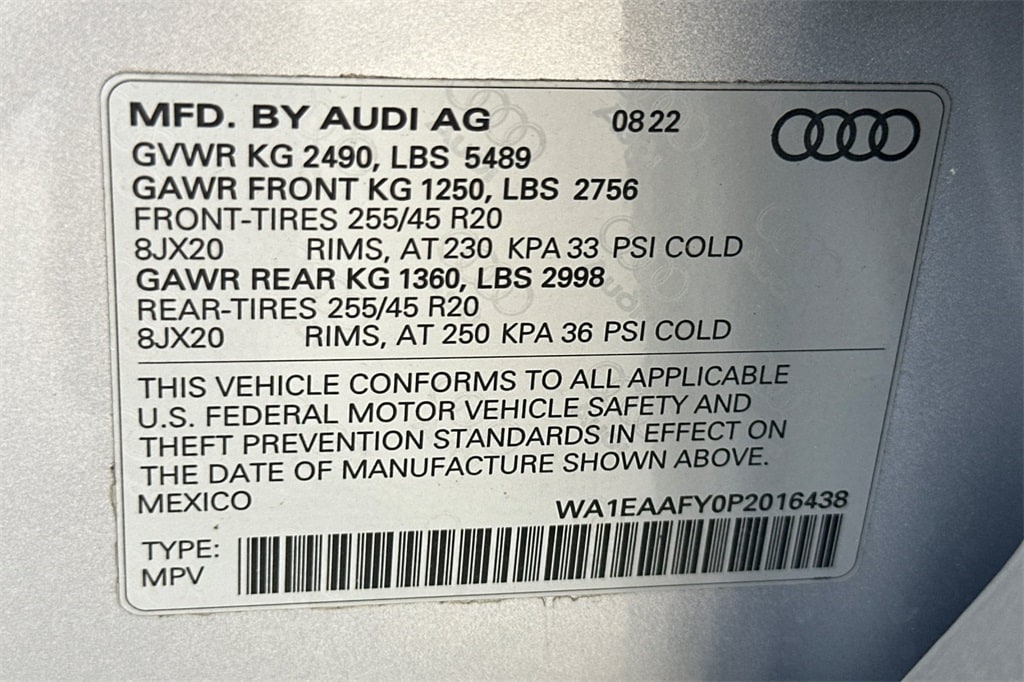 MFD. BY AUDI AG 08 22
GVWR KG 2490, LBS 5489
GAWR FRONT KG 1250, LBS 2756
FRONT-TIRES 255/45 R20
8JX20 RIMS, AT 230 KPA 33 PSI COLD
GAWR REAR KG 1360, LBS 2998
REAR-TIRES 255/45 R20
8JX20 RIMS, AT 250 KPA 36 PSI COLD
THIS VEHICLE CONFORMS TO ALL APPLICABLE
U.S. FEDERAL MOTOR VEHICLE SAFETY AND
THEFT PREVENTION STANDARDS IN EFFECT ON
THE DATE OF MANUFACTURE SHOWN ABOVE.
MEXICO WA1EAAFY0P2016438
TYPE:
MPV